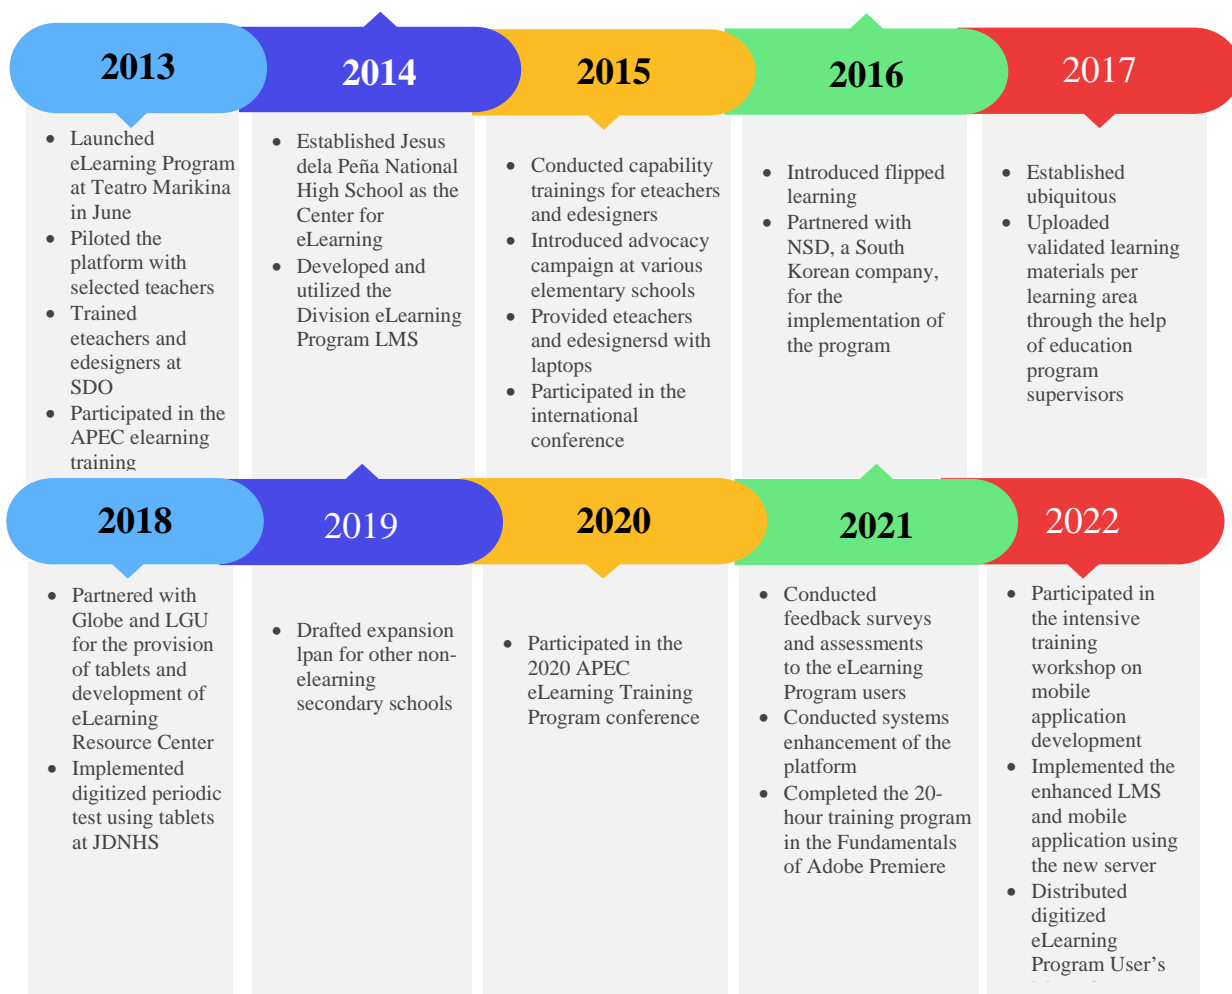 2013
Launched
eLearning Program
at Teatro Marikina
in June
Piloted the
platform with
selected teachers
Trained
eteachers and
edesigners at
SDO
Participated in the
APEC elearning
training
2014
Established Jesus
dela Peña National
High School as the
Center for
eLearning
Developed and
utilized the
Division eLearning
Program LMS
2015
Conducted capability
trainings for eteachers
and edesigners
Introduced advocacy
campaign at various
elementary schools
Provided eteachers
and edesignersd with
laptops
Participated in the
international
conference
2016
Introduced flipped
learning
Partnered with
NSD, a South
Korean company,
for the
implementation of
the program
2017
Established
ubiquitous
Uploaded
validated learning
materials per
learning area
through the help
of education
program
supervisors
2018
Partnered with
Globe and LGU
for the provision
of tablets and
development of
eLearning
Resource Center
Implemented
digitized periodic
test using tablets
at JDNHS
2019
Drafted expansion
lpan for other non-
elearning
secondary schools
2020
Participated in the
2020 APEC
eLearning Training
Program conference
2021
Conducted
feedback surveys
and assessments
to the eLearning
Program users
Conducted systems
enhancement of the
platform
Completed the 20-
hour training program
in the Fundamentals
of Adobe Premiere
2022
Participated in
the intensive
training
workshop on
mobile
application
development
Implemented the
enhanced LMS
and mobile
application using
the new server
Distributed
digitized
eLearning
Program User's